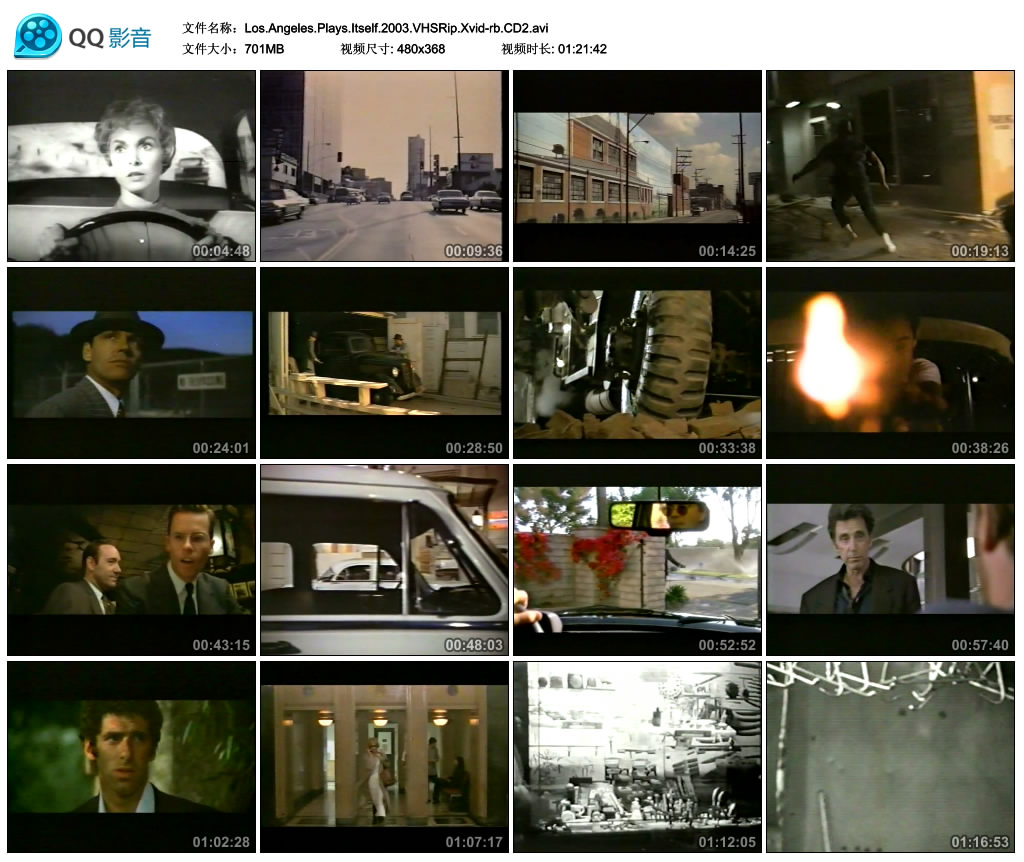 QQ 影音
文件名称: Los.Angeles.Plays.Itself.2003.VHSRip.Xvid-rb.CD2.avi
文件大小: 701MB 视频尺寸: 480x368 视频时长: 01:21:42
00:04:48 00:09:36 00:14:25 00:19:13
NO TRESPASSING
00:24:01 00:28:50 00:33:38 00:38:26
00:43:15 00:48:03 00:52:52 00:57:40
01:02:28 01:07:17 01:12:05 01:16:53